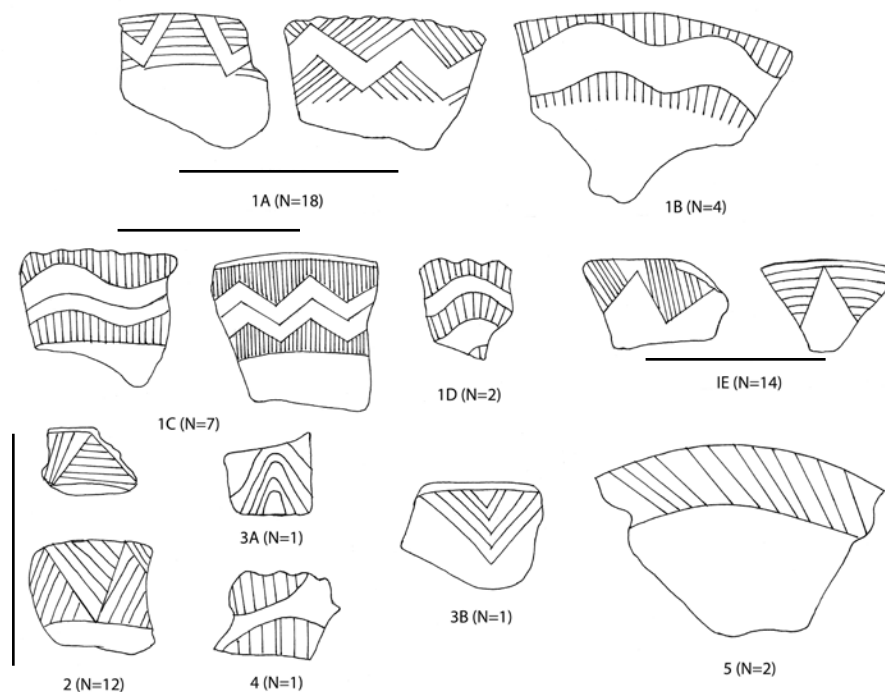 1A (N=18)
1B (N=4)
1C (N=7)
1D (N=2)
IE (N=14)
2 (N=12)
3A (N=1)
4 (N=1)
3B (N=1)
5 (N=2)